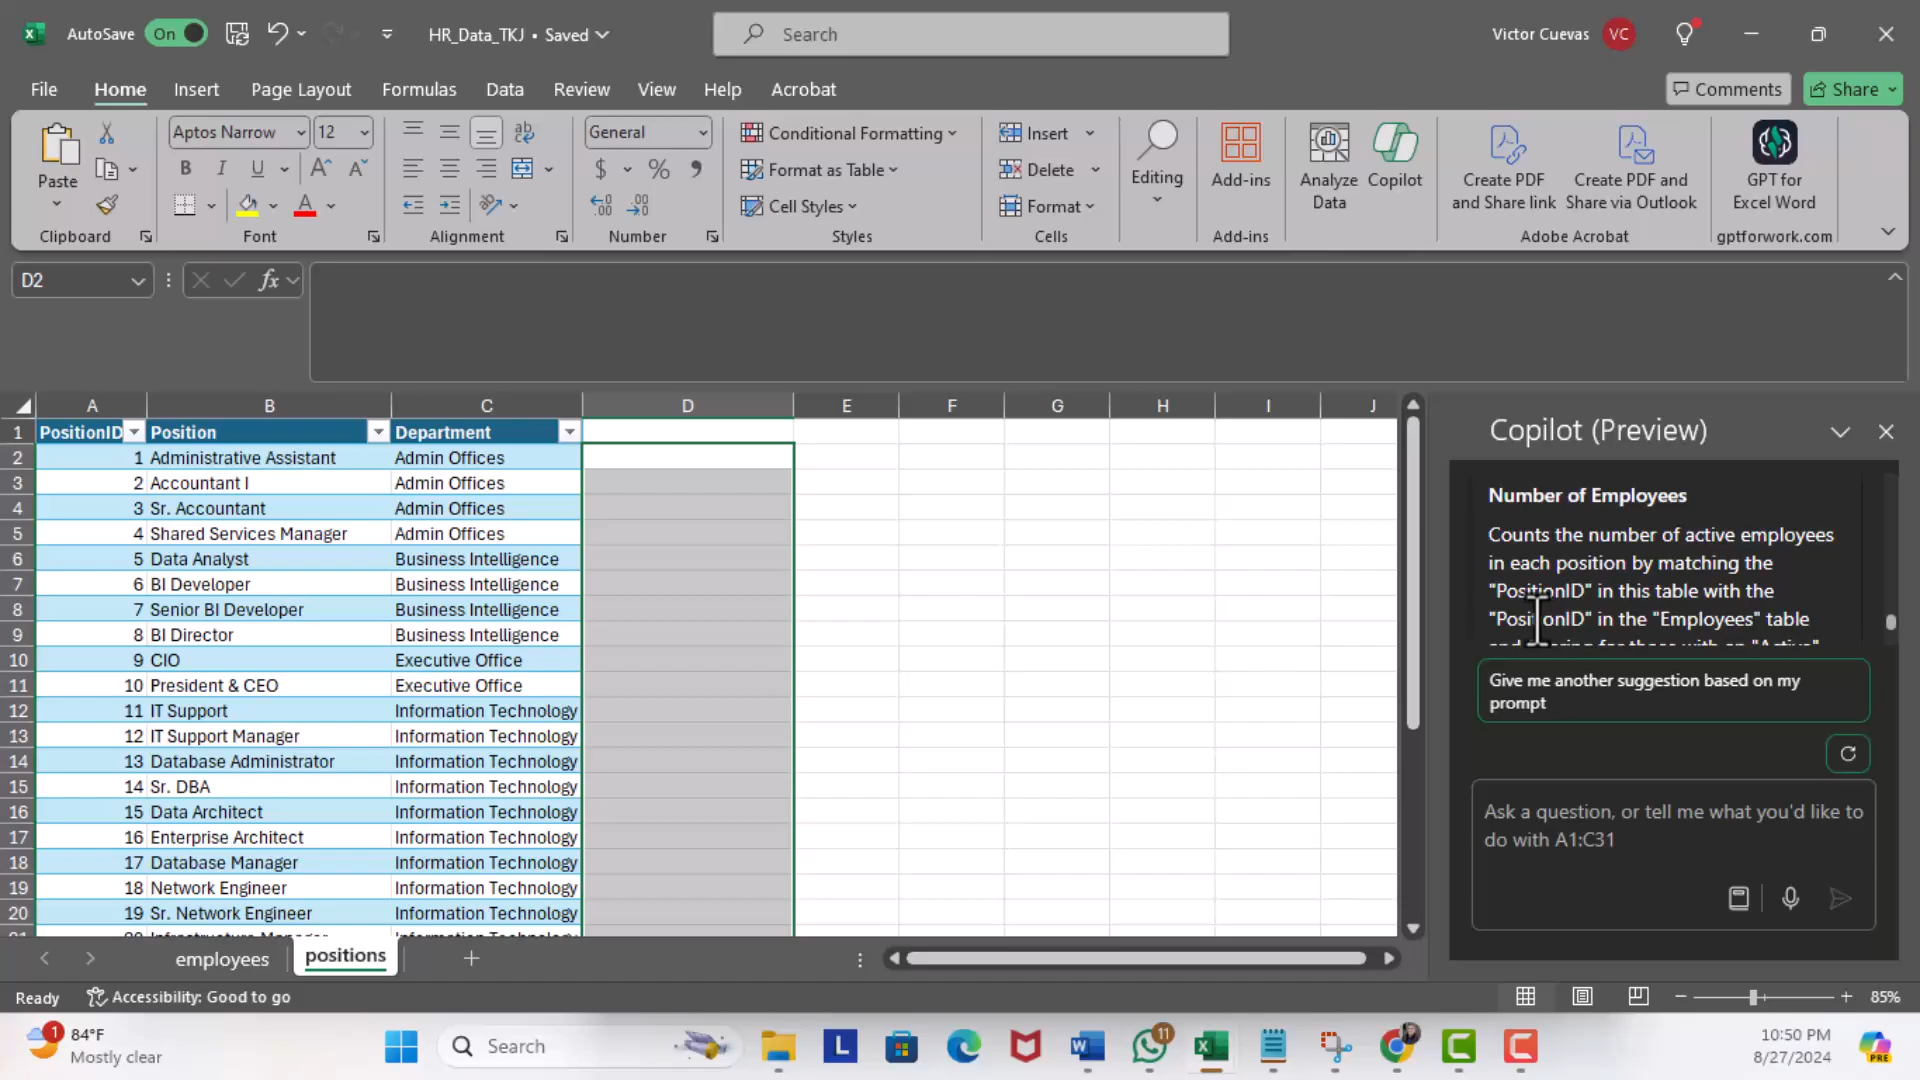 AutoSave On HR_Data_TKJ • Saved Search Victor Cuevas VC
File Home Insert Page Layout Formulas Data Review View Help Acrobat Comments Share
Aptos Narrow 12 General Conditional Formatting Insert
Paste B I U Format as Table Delete Editing Add-ins Analyze Data Copilot Create PDF and Share link Create PDF and Share via Outlook GPT for Excel Word
Cell Styles Format
Clipboard Font Alignment Number Styles Cells Add-ins Adobe Acrobat gptforwork.com
D2 fx
A B C D E F G H I J
1 PositionID Position Department
2 1 Administrative Assistant Admin Offices
3 2 Accountant I Admin Offices
4 3 Sr. Accountant Admin Offices
5 4 Shared Services Manager Admin Offices
6 5 Data Analyst Business Intelligence
7 6 BI Developer Business Intelligence
8 7 Senior BI Developer Business Intelligence
9 8 BI Director Business Intelligence
10 9 CIO Executive Office
11 10 President & CEO Executive Office
12 11 IT Support Information Technology
13 12 IT Support Manager Information Technology
14 13 Database Administrator Information Technology
15 14 Sr. DBA Information Technology
16 15 Data Architect Information Technology
17 16 Enterprise Architect Information Technology
18 17 Database Manager Information Technology
19 18 Network Engineer Information Technology
20 19 Sr. Network Engineer Information Technology
Copilot (Preview)
Number of Employees
Counts the number of active employees
in each position by matching the
"PositionID" in this table with the
"PositionID" in the "Employees" table
Give me another suggestion based on my
prompt
Ask a question, or tell me what you'd like to
do with A1:C31
employees positions
Ready Accessibility: Good to go 85%
84°F
Mostly clear
Search
11
10:50 PM
8/27/2024